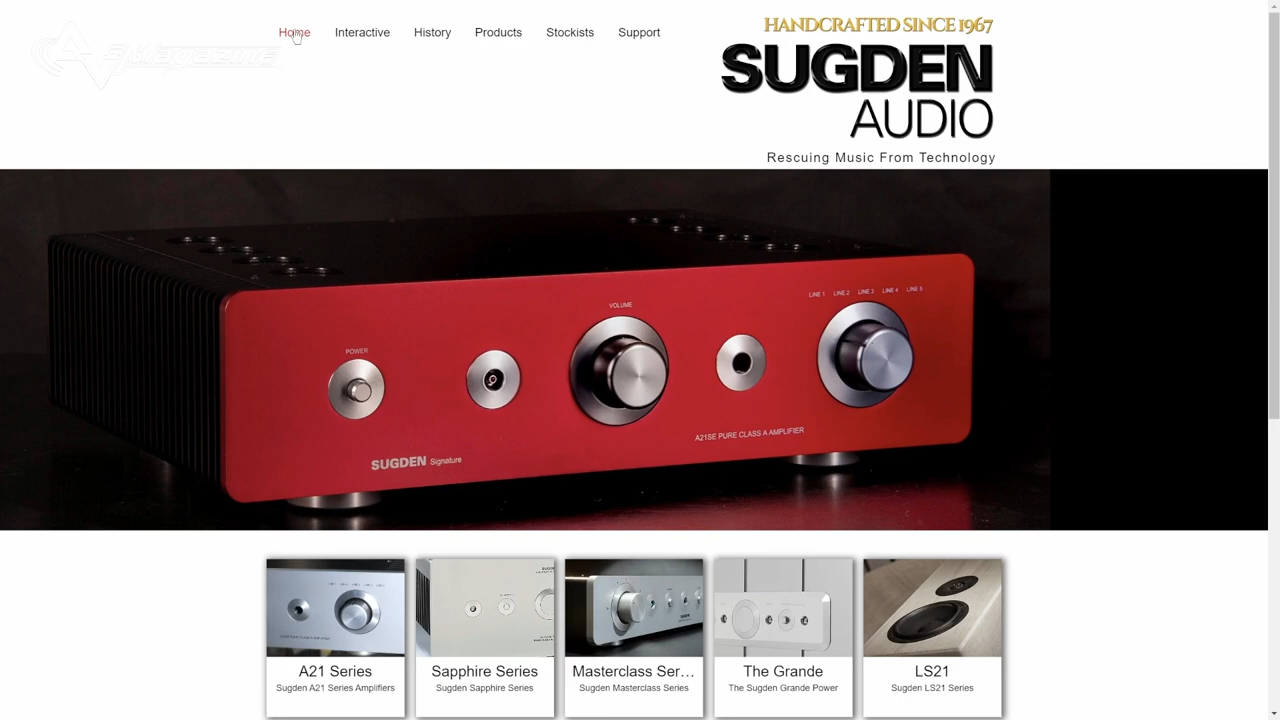 Home Interactive History Products Stockists Support
AVMagazine
HANDCRAFTED SINCE 1967
SUGDEN
AUDIO
Rescuing Music From Technology
LINE 1 LINE 2 LINE 3 LINE 4 LINE 5
VOLUME
POWER
A21SE PURE CLASS A AMPLIFIER
SUGDEN Signature
A21 Series
Sugden A21 Series Amplifiers
Sapphire Series
Sugden Sapphire Series
Masterclass Ser...
Sugden Masterclass Series
The Grande
The Sugden Grande Power
LS21
Sugden LS21 Series